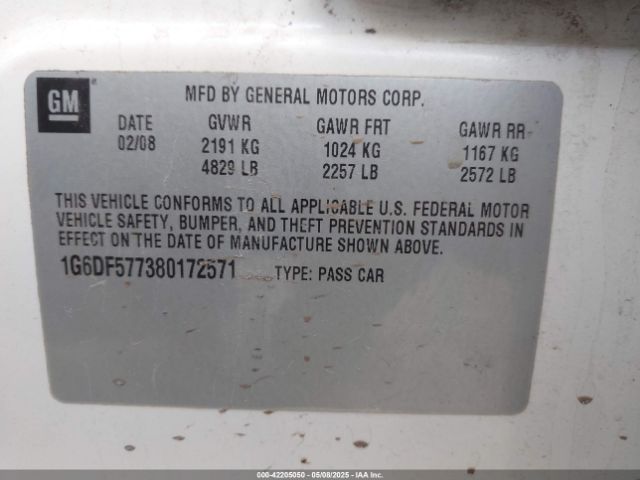 GM
MFD BY GENERAL MOTORS CORP.
DATE GVWR GAWR FRT GAWR RR
02/08 2191 KG 1024 KG 1167 KG
4829 LB 2257 LB 2572 LB
THIS VEHICLE CONFORMS TO ALL APPLICABLE U.S. FEDERAL MOTOR
VEHICLE SAFETY, BUMPER, AND THEFT PREVENTION STANDARDS IN
EFFECT ON THE DATE OF MANUFACTURE SHOWN ABOVE.
1G6DF577380172571 TYPE: PASS CAR
000-42205050 - 05/08/2025 - IAA Inc.